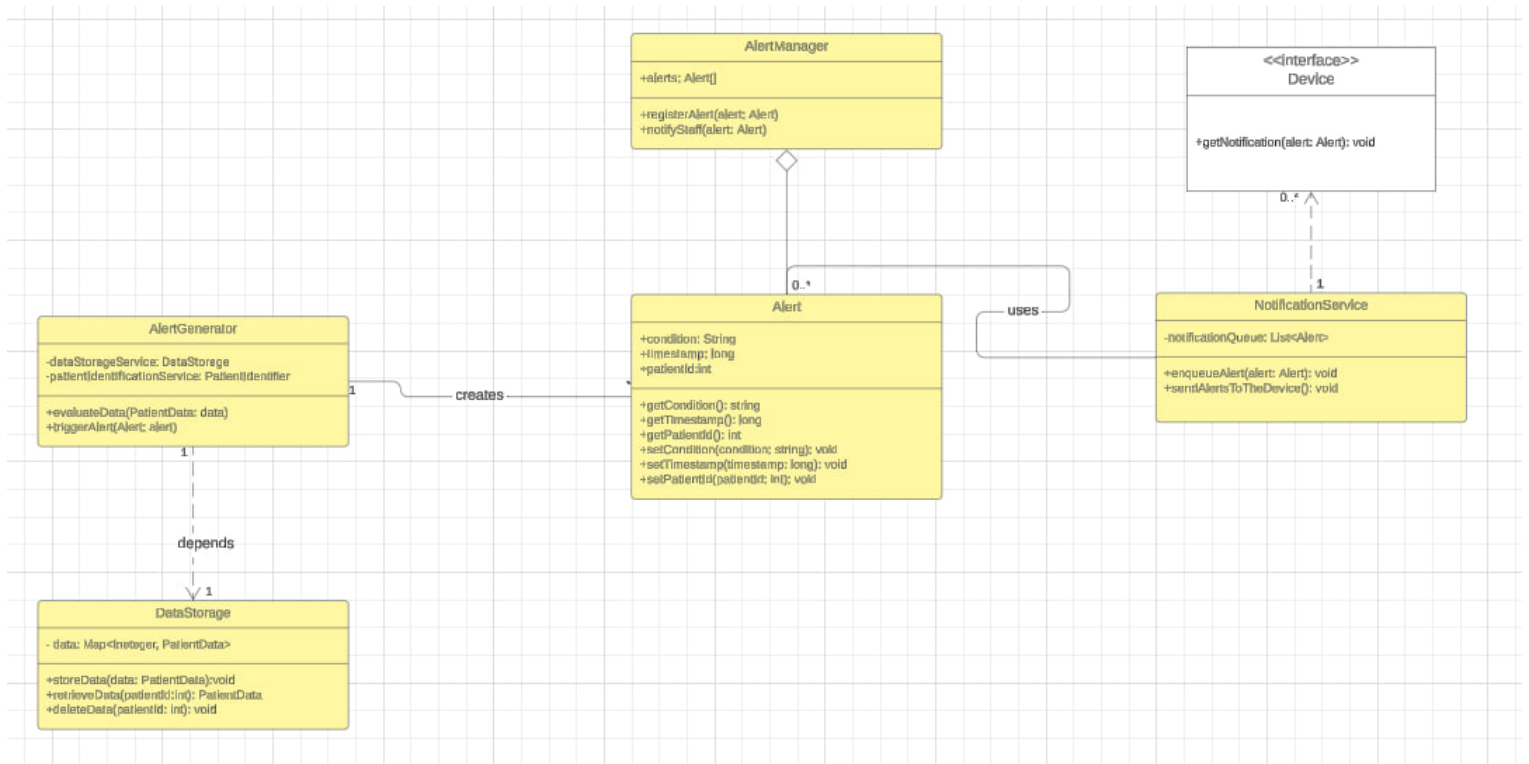 AlertManager
+alerts; Alert[]
+registerAlert(alert; Alert)
+notifyStaff(alert: Alert)
<<interface>>
Device
+getNotification(alert: Alert): void
0..*
1
NotificationService
-notificationQueue: List<Alert>
+enqueueAlert(alert: Alert): void
+sendAlertsToTheDevice(): void
uses
0..*
Alert
+condition: String
+timestamp; long
+patientId:int
+getCondition(): string
+getTimestamp(): long
+getPatientId(): int
+setCondition(condition; string); void
+setTimestamp(timestamp: long): void
+setPatientId(patientId; int); void
AlertGenerator
-dataStorageService: DataStorage
-patientIdentificationService: PatientIdentifier
+evaluateData(PatientData: data)
+triggerAlert(Alert; alert)
1
creates
*
1
depends
1
DataStorage
- data: Map<Ineteger, PatientData>
+storeData(data: PatientData):void
+retrieveData(patientId:int): PatientData
+deleteData(patientId: int): void